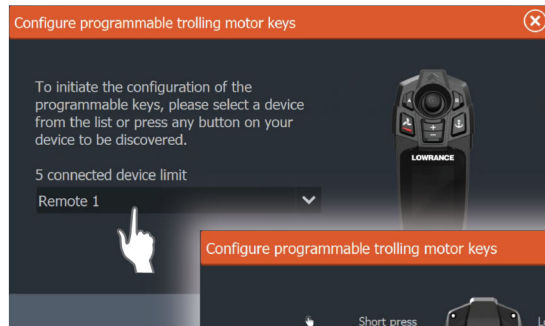 Configure programmable trolling motor keys
To initiate the configuration of the
programmable keys, please select a device
from the list or press any button on your
device to be discovered.
5 connected device limit
Remote 1
LOWRANCE
Configure programmable trolling motor keys
Short press